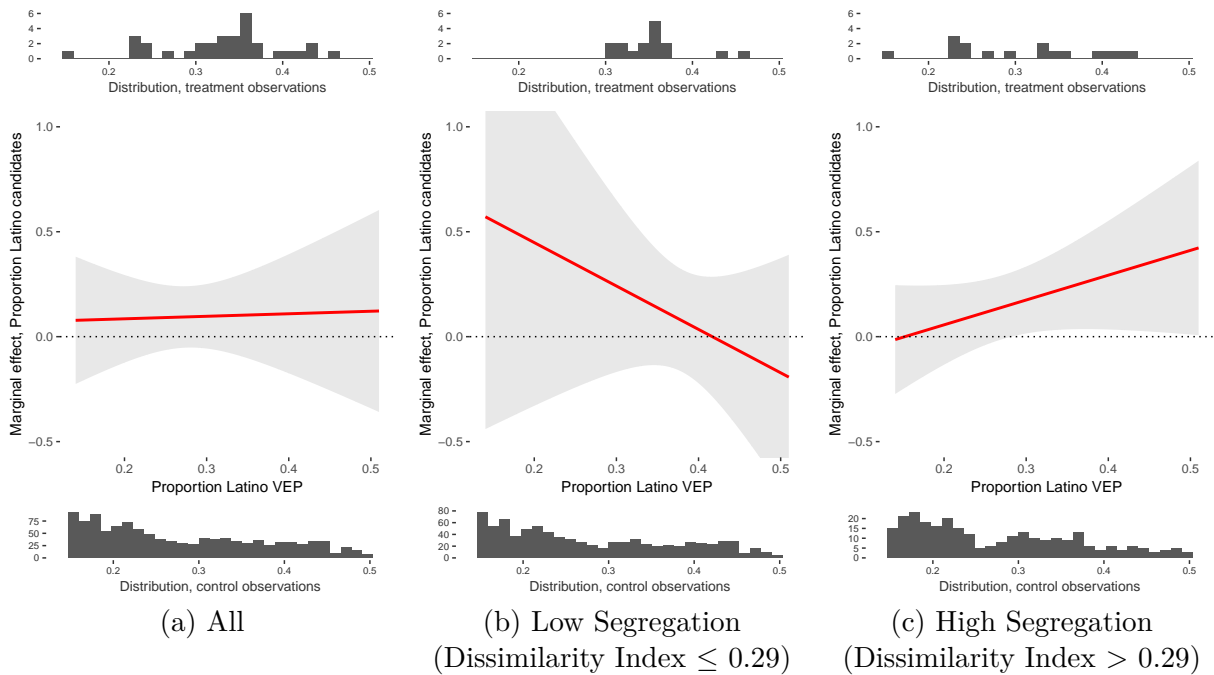 6
4
2
0
0.2 0.3 0.4 0.5
Distribution, treatment observations
1.0
0.5
0.0
−0.5
Marginal effect, Proportion Latino candidates
0.2 0.3 0.4 0.5
Proportion Latino VEP
75
50
25
0
0.2 0.3 0.4 0.5
Distribution, control observations
(a) All
6
4
2
0
0.2 0.3 0.4 0.5
Distribution, treatment observations
1.0
0.5
0.0
−0.5
Marginal effect, Proportion Latino candidates
0.2 0.3 0.4 0.5
Proportion Latino VEP
80
60
40
20
0
0.2 0.3 0.4 0.5
Distribution, control observations
(b) Low Segregation
(Dissimilarity Index ≤ 0.29)
6
4
2
0
0.2 0.3 0.4 0.5
Distribution, treatment observations
1.0
0.5
0.0
−0.5
Marginal effect, Proportion Latino candidates
0.2 0.3 0.4 0.5
Proportion Latino VEP
20
15
10
5
0
0.2 0.3 0.4 0.5
Distribution, control observations
(c) High Segregation
(Dissimilarity Index > 0.29)